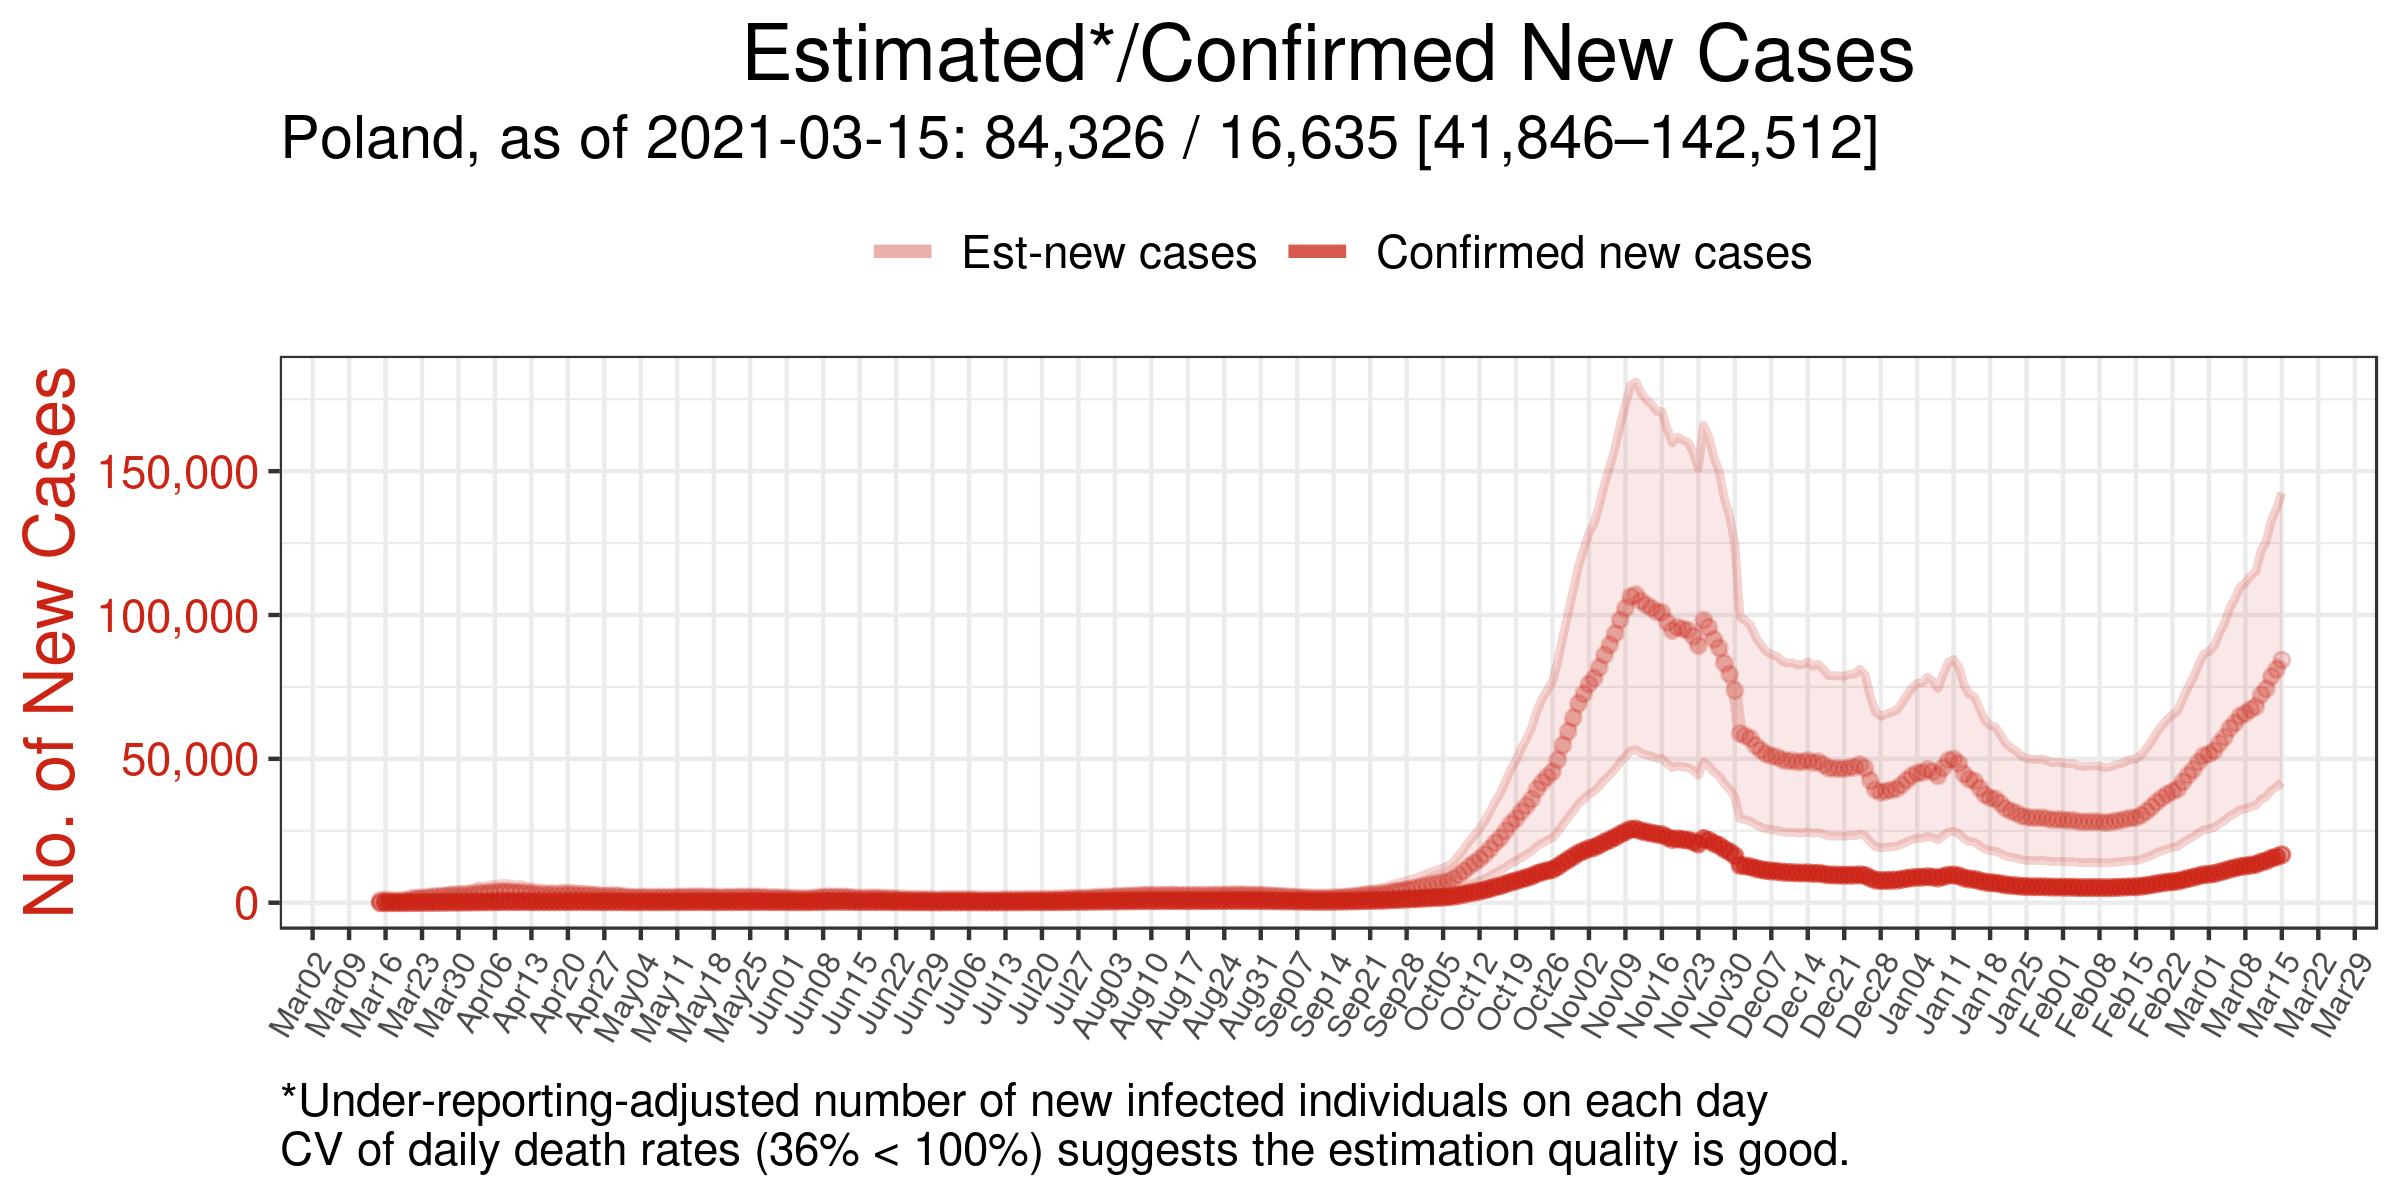 Estimated*/Confirmed New Cases
Poland, as of 2021-03-15: 84,326 / 16,635 [41,846–142,512]
Est-new cases Confirmed new cases
No. of New Cases
150,000
100,000
50,000
0
Mar02 Mar09 Mar16 Mar23 Mar30 Apr06 Apr13 Apr20 Apr27 May04 May11 May18 May25 Jun01 Jun08 Jun15 Jun22 Jun29 Jul06 Jul13 Jul20 Jul27 Aug03 Aug10 Aug17 Aug24 Aug31 Sep07 Sep14 Sep21 Sep28 Oct05 Oct12 Oct19 Oct26 Nov02 Nov09 Nov16 Nov23 Nov30 Dec07 Dec14 Dec21 Dec28 Jan04 Jan11 Jan18 Jan25 Feb01 Feb08 Feb15 Feb22 Mar01 Mar08 Mar15 Mar22 Mar29
*Under-reporting-adjusted number of new infected individuals on each day
CV of daily death rates (36% < 100%) suggests the estimation quality is good.